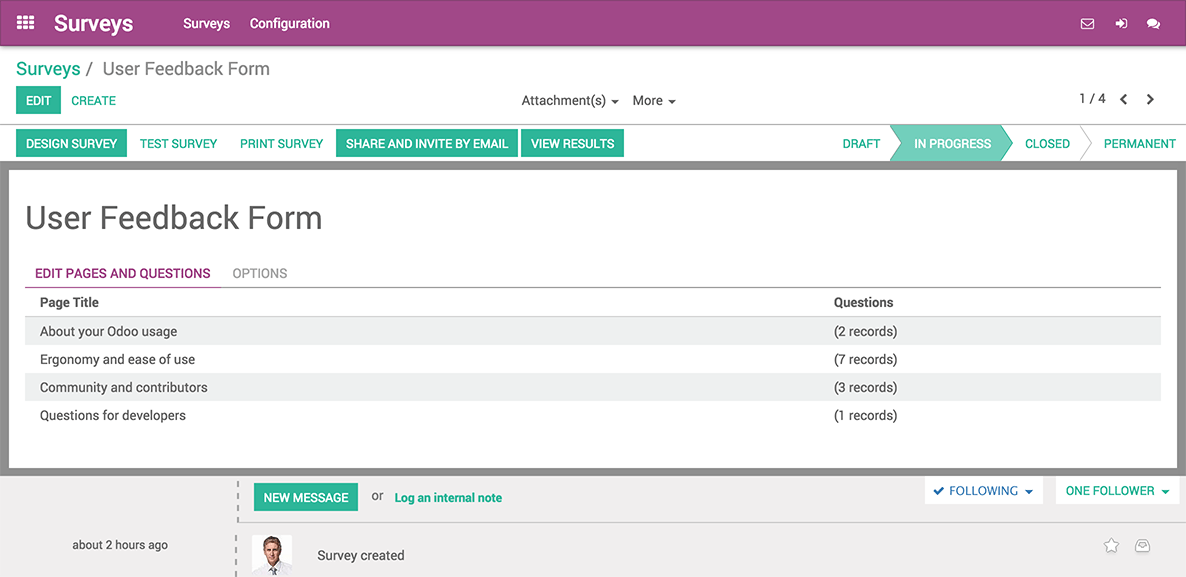 Surveys Surveys Configuration
Surveys / User Feedback Form
EDIT CREATE Attachment(s) More 1 / 4
DESIGN SURVEY TEST SURVEY PRINT SURVEY SHARE AND INVITE BY EMAIL VIEW RESULTS DRAFT IN PROGRESS CLOSED PERMANENT
User Feedback Form
EDIT PAGES AND QUESTIONS OPTIONS
Page Title Questions
About your Odoo usage (2 records)
Ergonomy and ease of use (7 records)
Community and contributors (3 records)
Questions for developers (1 records)
NEW MESSAGE or Log an internal note FOLLOWING ONE FOLLOWER
about 2 hours ago Survey created